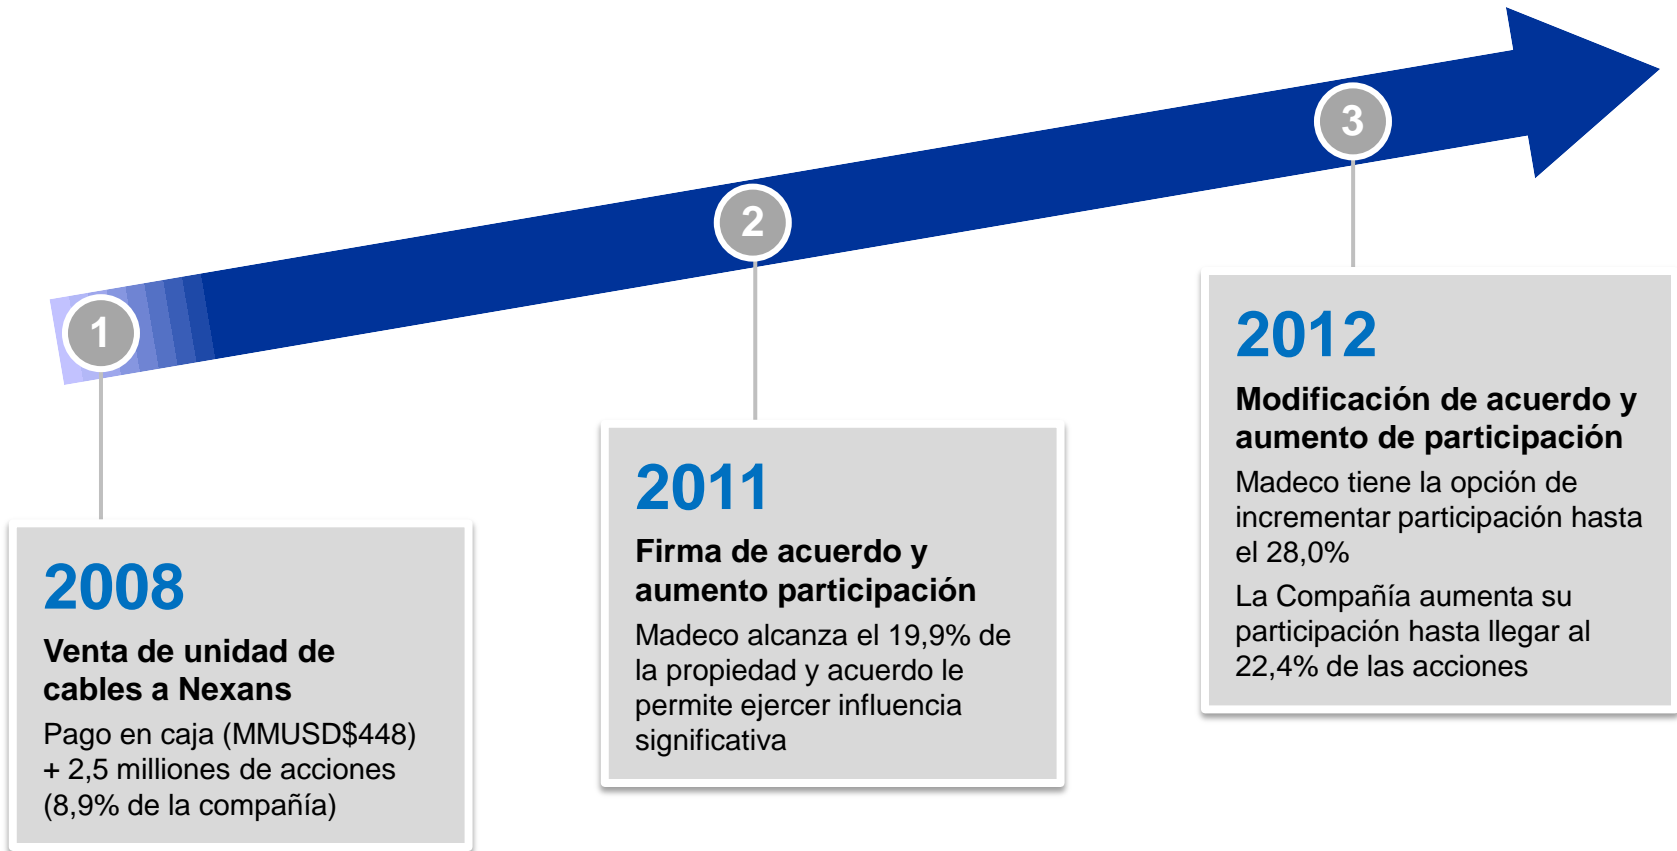 1
2008
Venta de unidad de
cables a Nexans
Pago en caja (MMUSD$448)
+ 2,5 millones de acciones
(8,9% de la compañía)
2
2011
Firma de acuerdo y
aumento participación
Madeco alcanza el 19,9% de
la propiedad y acuerdo le
permite ejercer influencia
significativa
3
2012
Modificación de acuerdo y
aumento de participación
Madeco tiene la opción de
incrementar participación hasta
el 28,0%
La Compañía aumenta su
participación hasta llegar al
22,4% de las acciones